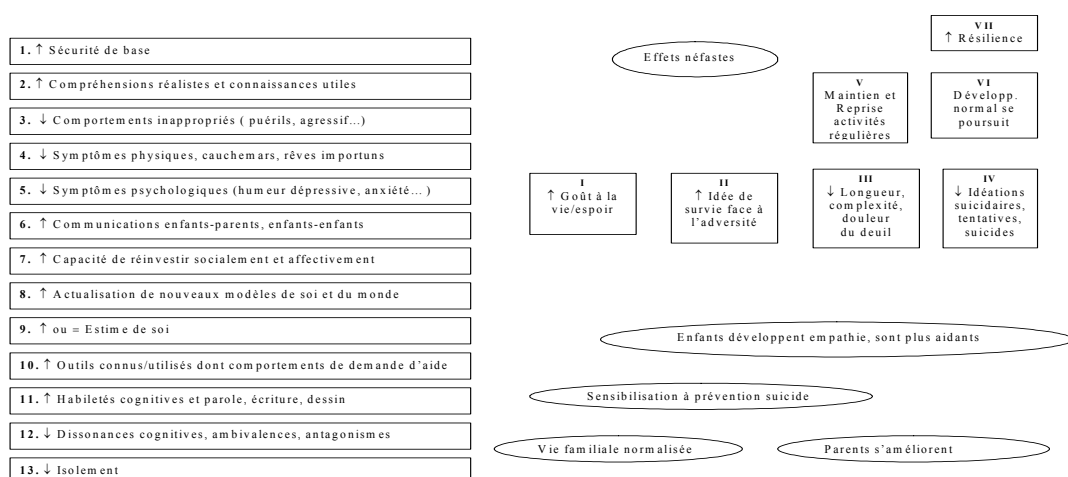 1. ↑ Sécurité de base
2. ↑ Compréhensions réalistes et connaissances utiles
3. ↓ Comportements inappropriés ( puérils, agressif...)
4. ↓ Symptômes physiques, cauchemars, rêves importuns
5. ↓ Symptômes psychologiques (humeur dépressive, anxiété... )
6. ↑ Communications enfants-parents, enfants-enfants
7. ↑ Capacité de réinvestir socialement et affectivement
8. ↑ Actualisation de nouveaux modèles de soi et du monde
9. ↑ ou = Estime de soi
10. ↑ Outils connus/utilisés dont comportements de demande d'aide
11. ↑ Habiletés cognitives et parole, écriture, dessin
12. ↓ Dissonances cognitives, ambivalences, antagonismes
13. ↓ Isolement
Effets néfastes
VII
↑ Résilience
V
Maintien et
Reprise
activités
régulières
VI
Développ.
normal se
poursuit
I
↑ Goût à la
vie/espoir
II
↑ Idée de
survie face à
l'adversité
III
↓ Longueur,
complexité,
douleur
du deuil
IV
↓ Idéations
suicidaires,
tentatives,
suicides
Enfants développent empathie, sont plus aidants
Sensibilisation à prévention suicide
Vie familiale normalisée
Parents s'améliorent